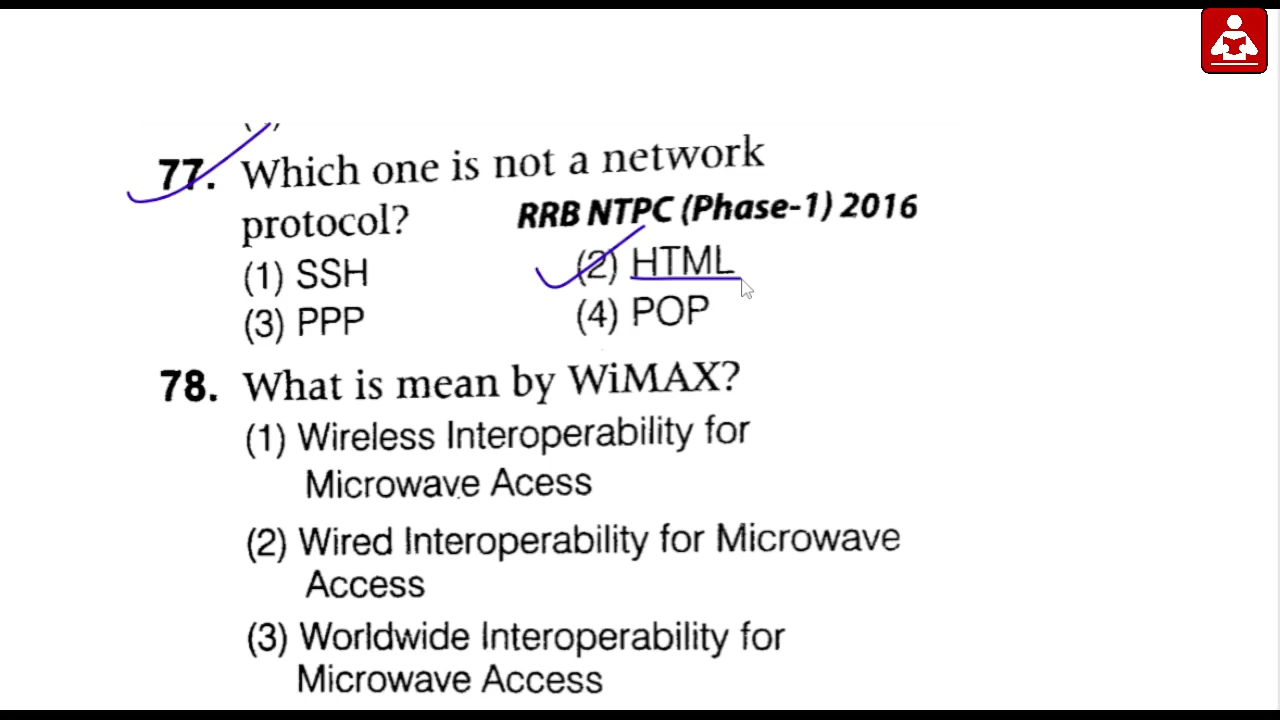 77. Which one is not a network
protocol? RRB NTPC (Phase-1) 2016
(1) SSH (2) HTML
(3) PPP (4) POP
78. What is mean by WiMAX?
(1) Wireless Interoperability for
Microwave Acess
(2) Wired Interoperability for Microwave
Access
(3) Worldwide Interoperability for
Microwave Access